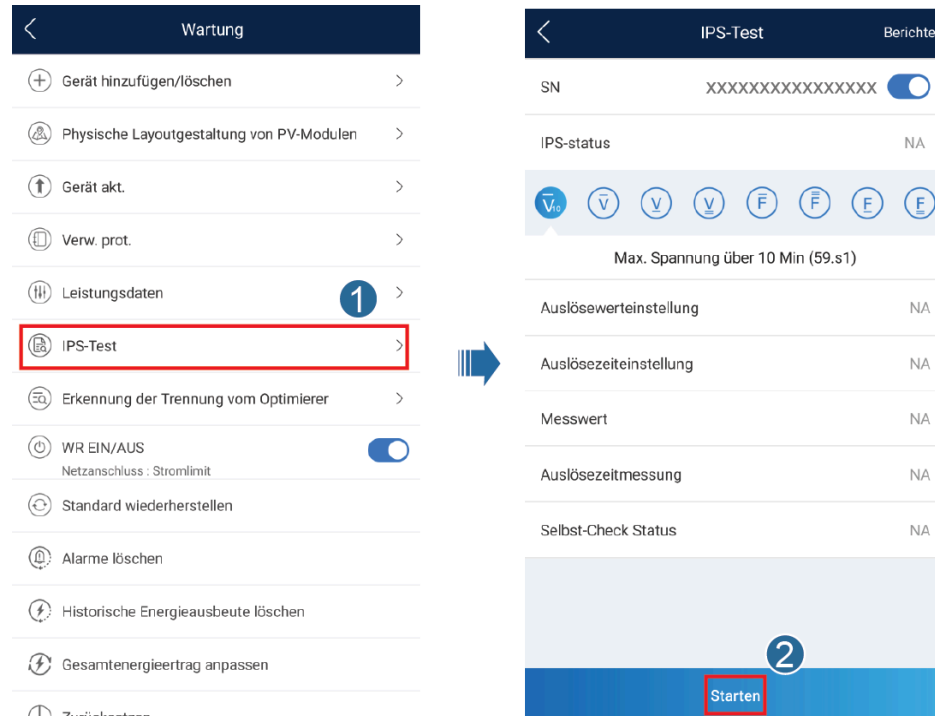 Wartung
Gerät hinzufügen/löschen
Physische Layoutgestaltung von PV-Modulen
Gerät akt.
Verw. prot.
Leistungsdaten
1
IPS-Test
Erkennung der Trennung vom Optimierer
WR EIN/AUS
Netzanschluss : Stromlimit
Standard wiederherstellen
Alarme löschen
Historische Energieausbeute löschen
Gesamtenergieertrag anpassen
IPS-Test
Berichte
SN XXXXXXXXXXXXXXXX
IPS-status NA
V10 V V V F F F F
Max. Spannung über 10 Min (59.s1)
Auslösewerteinstellung NA
Auslösezeiteinstellung NA
Messwert NA
Auslösezeitmessung NA
Selbst-Check Status NA
2
Starten